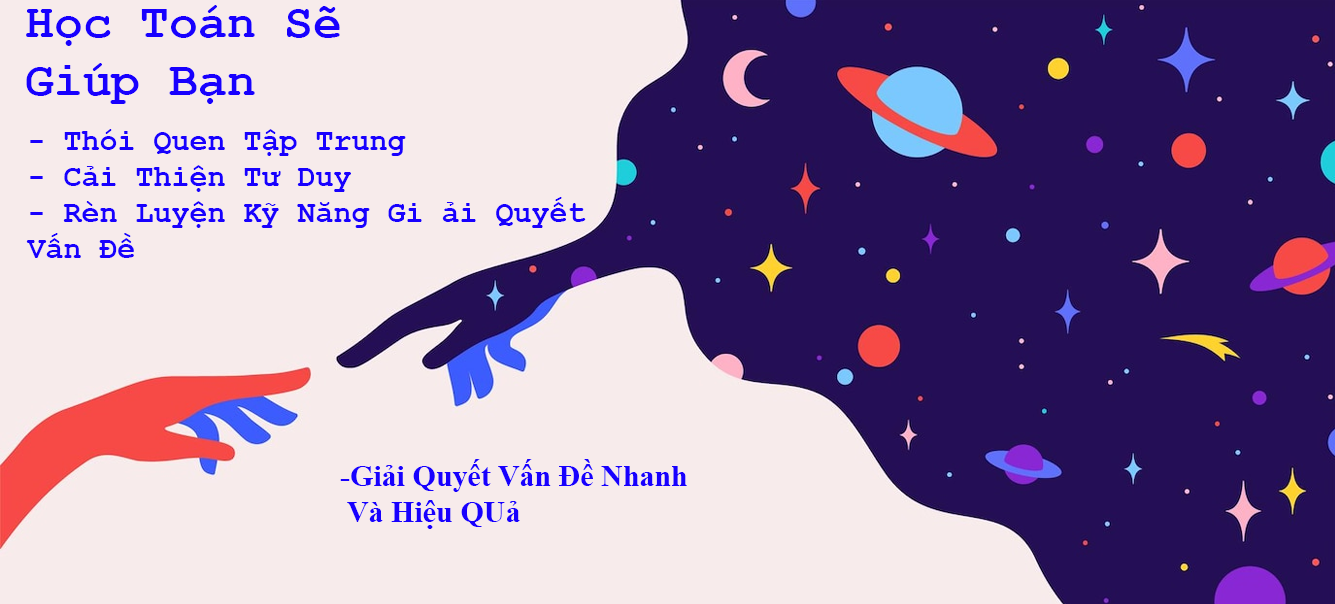 Học Toán Sẽ
Giúp Bạn
- Thói Quen Tập Trung
- Cải Thiện Tư Duy
- Rèn Luyện Kỹ Năng Gi ải Quyết
Vấn Đề
-Giải Quyết Vấn Đề Nhanh
Và Hiệu QUả